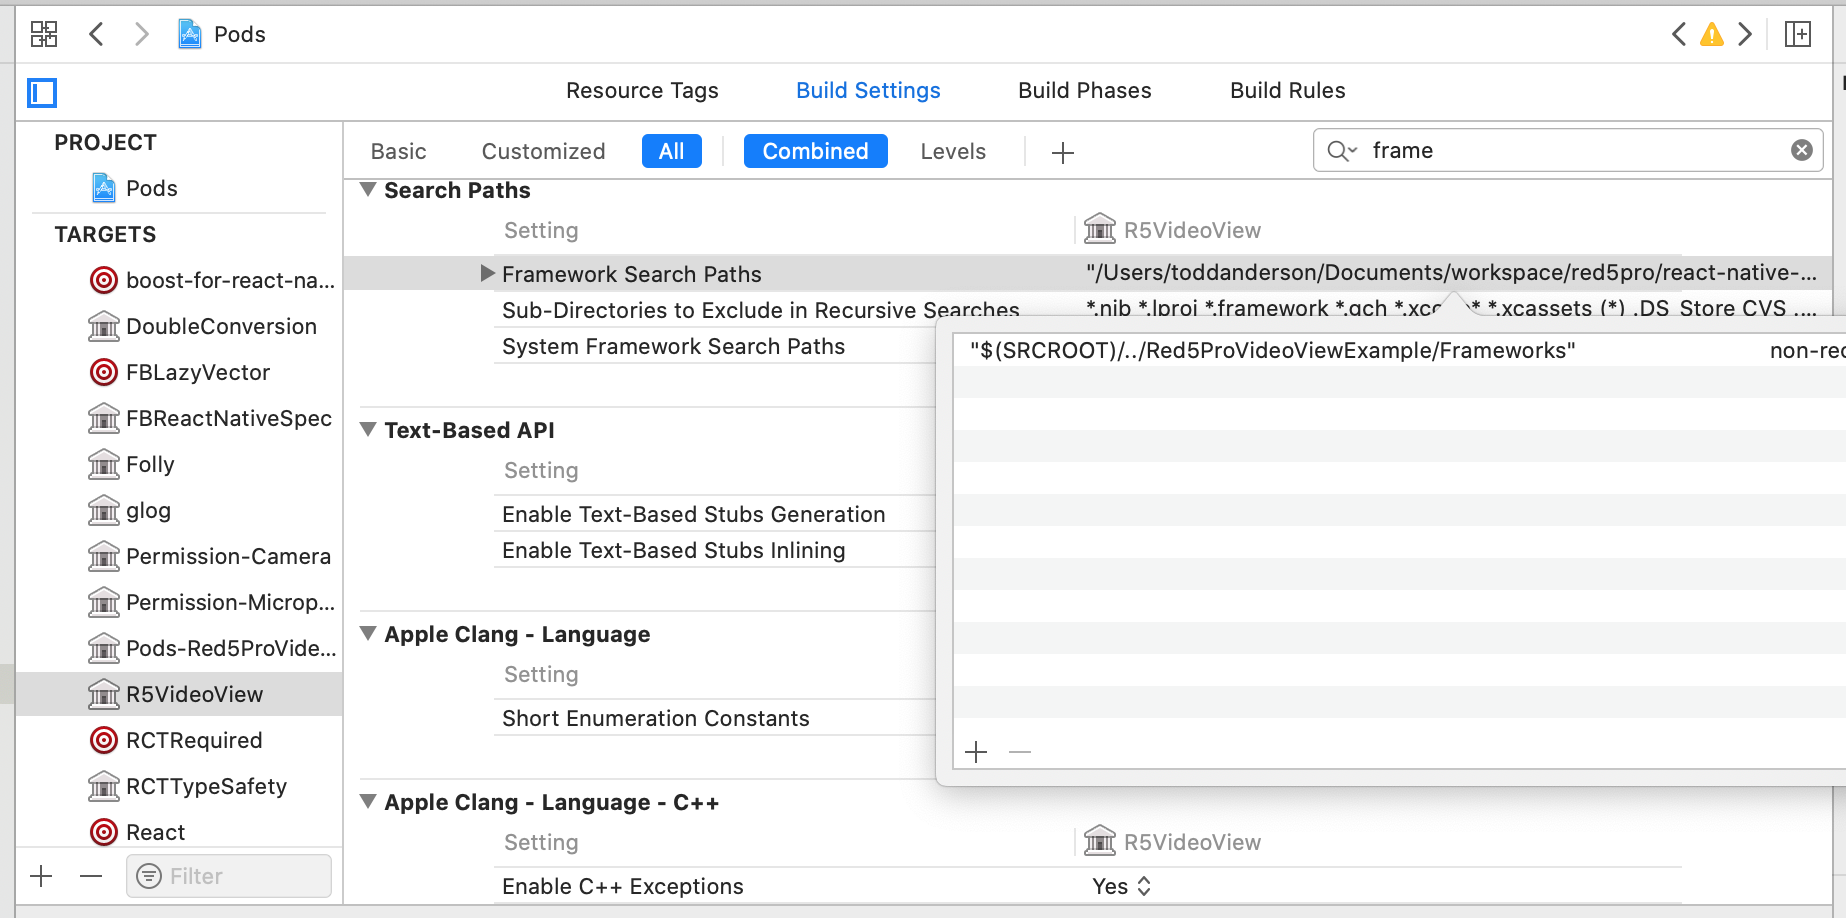 Pods
Resource Tags
Build Settings
Build Phases
Build Rules
PROJECT
Pods
TARGETS
boost-for-react-na...
DoubleConversion
FBLazyVector
FBReactNativeSpec
Folly
glog
Permission-Camera
Permission-Microp...
Pods-Red5ProVide...
R5VideoView
RCTRequired
RCTTypeSafety
React
Filter
Basic
Customized
All
Combined
Levels
frame
Search Paths
Setting
R5VideoView
Framework Search Paths
"/Users/toddanderson/Documents/workspace/red5pro/react-native-...
Sub-Directories to Exclude in Recursive Searches
*.nib *.lproj *.framework *.gch *.xco * *.xcassets (*) .DS_Store CVS ....
System Framework Search Paths
"$(SRCROOT)/../Red5ProVideoViewExample/Frameworks"
non-rec
Text-Based API
Setting
Enable Text-Based Stubs Generation
Enable Text-Based Stubs Inlining
Apple Clang - Language
Setting
Short Enumeration Constants
Apple Clang - Language - C++
Setting
R5VideoView
Enable C++ Exceptions
Yes